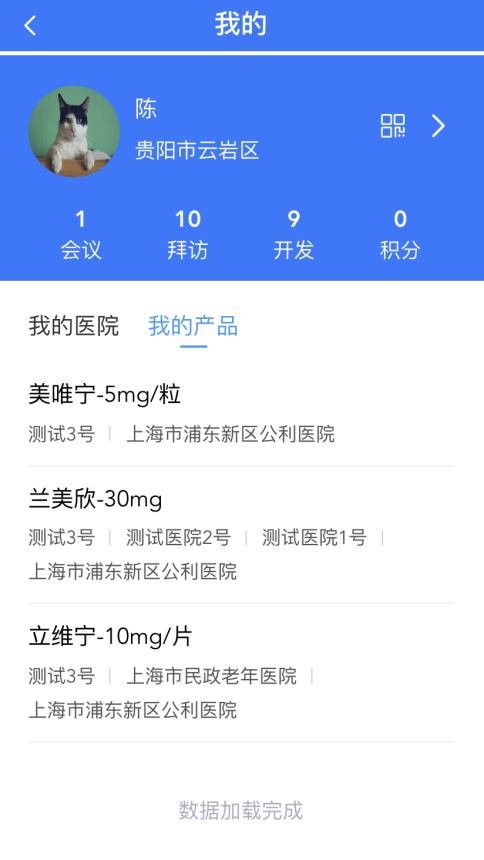 我的
陈
贵阳市云岩区
1 10 9 0
会议 拜访 开发 积分
我的医院 我的产品
美唯宁-5mg/粒
测试3号 | 上海市浦东新区公利医院
兰美欣-30mg
测试3号 | 测试医院2号 | 测试医院1号 |
上海市浦东新区公利医院
立维宁-10mg/片
测试3号 | 上海市民政老年医院 |
上海市浦东新区公利医院
数据加载完成